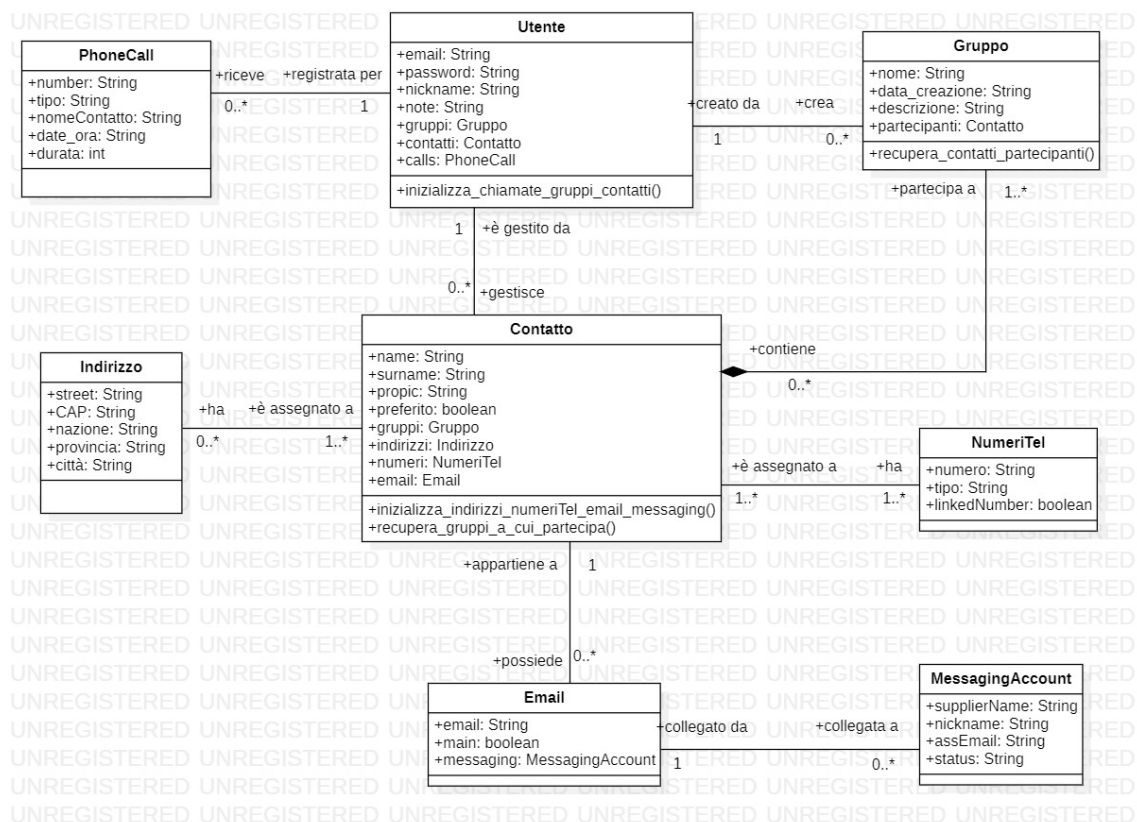 PhoneCall
+number: String
+tipo: String
+nomeContatto: String
+date_ora: String
+durata: int
+riceve
0..*
+registrata per
1
Utente
+email: String
+password: String
+nickname: String
+note: String
+gruppi: Gruppo
+contatti: Contatto
+calls: PhoneCall
+inizializza_chiamate_gruppi_contatti()
+creato da
1
+crea
0..*
Gruppo
+nome: String
+data_creazione: String
+descrizione: String
+partecipanti: Contatto
+recupera_contatti_partecipanti()
+partecipa a
1..*
1
+è gestito da
0..*
+gestisce
Contatto
+name: String
+surname: String
+propic: String
+preferito: boolean
+gruppi: Gruppo
+indirizzi: Indirizzo
+numeri: NumeriTel
+email: Email
+inizializza_indirizzi_numeriTel_email_messaging()
+recupera_gruppi_a_cui_partecipa()
+contiene
0..*
Indirizzo
+street: String
+CAP: String
+nazione: String
+provincia: String
+città: String
+ha
0..*
+è assegnato a
1..*
+è assegnato a
1..*
+ha
1..*
NumeriTel
+numero: String
+tipo: String
+linkedNumber: boolean
+appartiene a
1
+possiede
0..*
Email
+email: String
+main: boolean
+messaging: MessagingAccount
+collegato da
1
+collegata a
0..*
MessagingAccount
+supplierName: String
+nickname: String
+assEmail: String
+status: String
UNREGISTERED